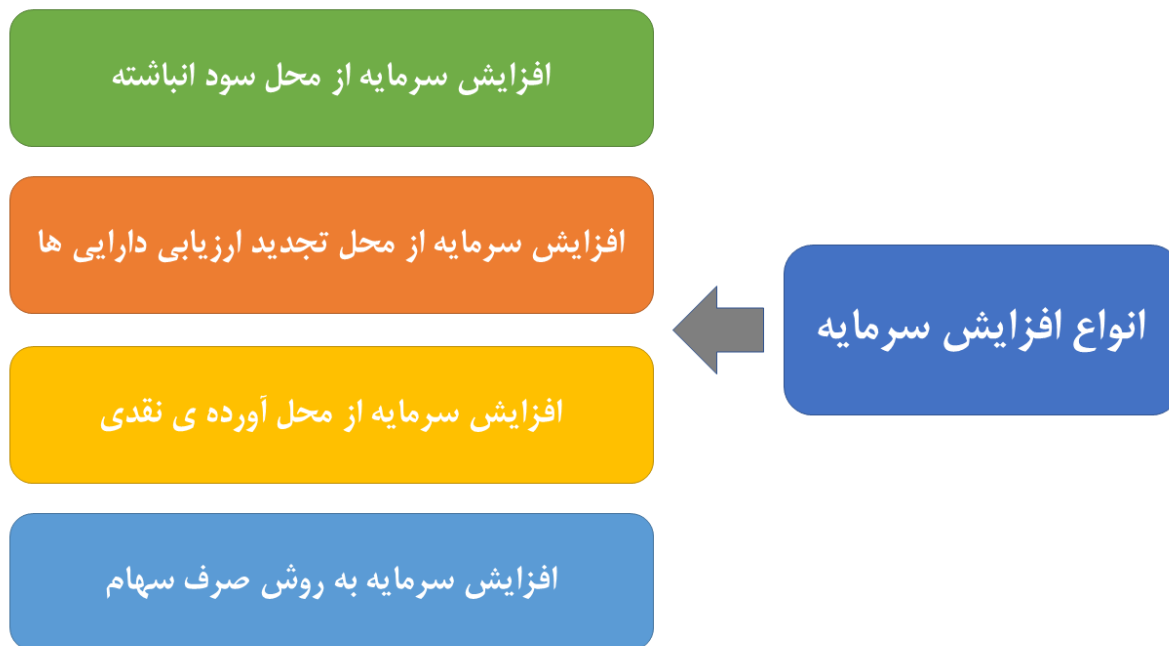 انواع افزایش سرمایه
افزایش سرمایه از محل سود انباشته
افزایش سرمایه از محل تجدید ارزیابی دارایی ها
افزایش سرمایه از محل آورده ی نقدی
افزایش سرمایه به روش صرف سهام